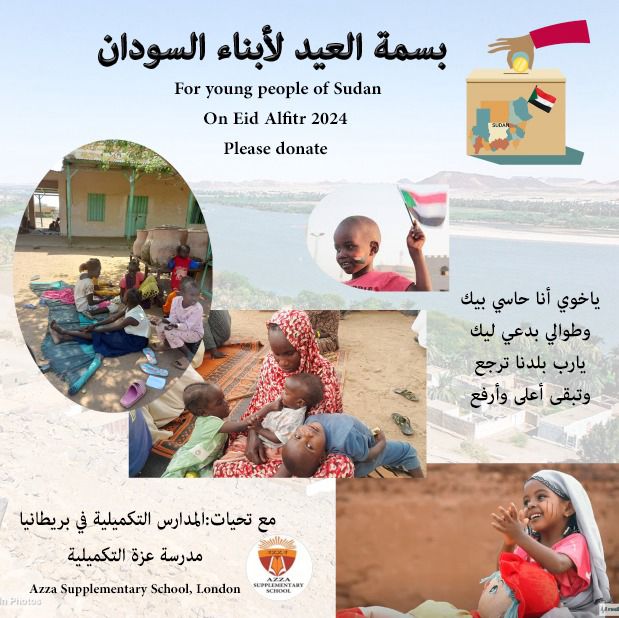 بسمة العيد لأبناء السودان
For young people of Sudan
On Eid Alfitr 2024
Please donate
SUDAN
ياخوي أنا حاسي بيك
وطوالي بدعي ليك
يارب بلدنا ترجع
وتبقى أعلى وأرفع
مع تحيات:المدارس التكميلية في بريطانيا
مدرسة عزة التكميلية
Azza Supplementary School, London
AZZA
SUPPLEMENTARY
SCHOOL
In Photos